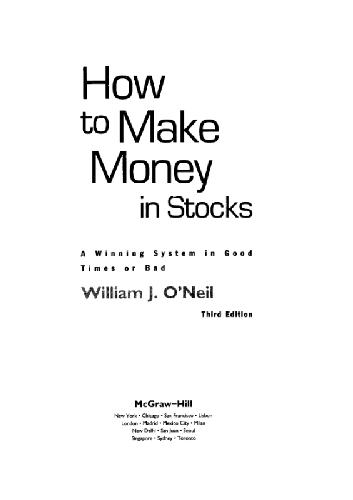 How
to Make
Money
in Stocks
A Winning System in Good
Times or Bad
William J. O'Neil
Third Edition
McGraw-Hill
New York • Chicago • San Francisco • Lisbon
London • Madrid • Mexico City • Milan
New Delhi • San Juan • Seoul
Singapore • Sydney • Toronto